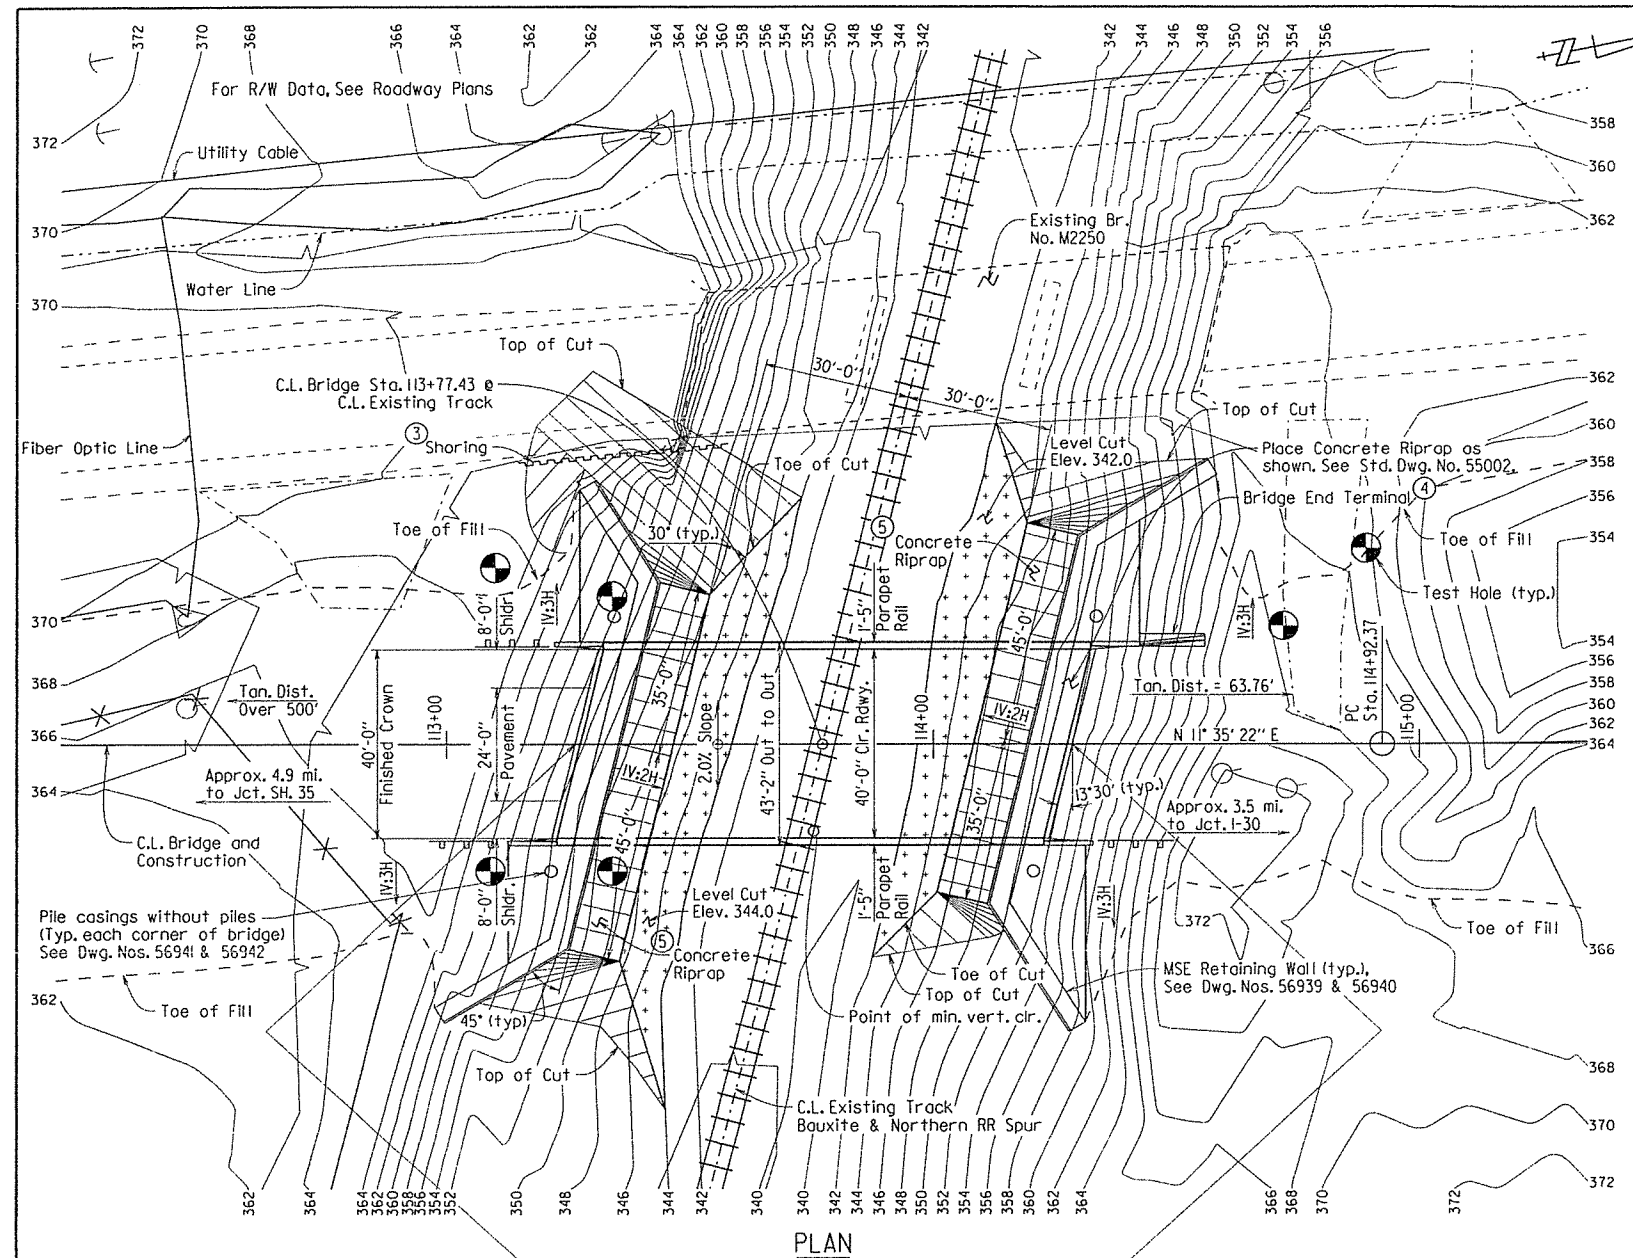 372
370
368
366
364
362
362
364
364
362
360
358
356
354
352
350
348
346
344
342
342
344
346
348
350
352
354
356
N
For R/W Data, See Roadway Plans
372
358
Utility Cable
360
Existing Br.
No. M2250
362
370
Water Line
370
Top of Cut
30'-0"
C.L. Bridge Sta. 113+77.43 @
C.L. Existing Track
30'-0"
362
Top of Cut
3
Shoring
Level Cut
Elev. 342.0
360
Fiber Optic Line
Place Concrete Riprap as
shown. See Std. Dwg. No. 55002.
Toe of Cut
358
4
Bridge End Terminal
356
Toe of Fill
30° (typ.)
5
Concrete
Riprap
Toe of Fill
354
Test Hole (typ.)
370
8'-0"
Shldr.
1V:3H
1'-5"
Parapet
Rail
45'-0"
1V:3H
354
356
358
360
362
364
368
366
364
Tan. Dist.
Over 500'
40'-0"
Finished Crown
113+00
24'-0"
Pavement
35'-0"
2.0% Slope
1V:2H
43'-2" Out to Out
40'-0" Clr. Rdwy.
114+00
1V:2H
Tan. Dist. = 63.76'
PC
Sta. 114+92.37
115+00
N 11° 35' 22" E
Approx. 4.9 mi.
to Jct. SH. 35
13°30' (typ.)
Approx. 3.5 mi.
to Jct. I-30
35'-0"
45'-0"
C.L. Bridge and
Construction
1V:3H
8'-0"
Shldr.
Level Cut
Elev. 344.0
1'-5"
Parapet
Rail
1V:3H
372
Toe of Fill
366
Pile casings without piles
(Typ. each corner of bridge)
See Dwg. Nos. 56941 & 56942
5
Concrete
Riprap
Toe of Cut
MSE Retaining Wall (typ.),
See Dwg. Nos. 56939 & 56940
362
Toe of Fill
45° (typ)
Top of Cut
Point of min. vert. clr.
Top of Cut
368
C.L. Existing Track
Bauxite & Northern RR Spur
370
372
362
364
364
362
360
358
356
354
352
350
348
346
344
342
340
340
342
344
346
348
350
352
354
356
358
360
362
364
366
368
370
372
PLAN